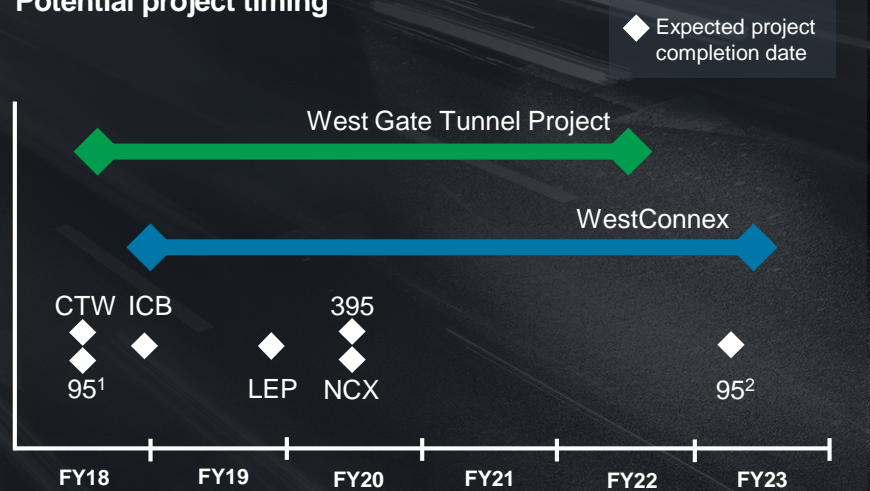 Potential project timing
Expected project
completion date
West Gate Tunnel Project
WestConnex
CTW ICB 395
95¹ LEP NCX 95²
FY18 FY19 FY20 FY21 FY22 FY23